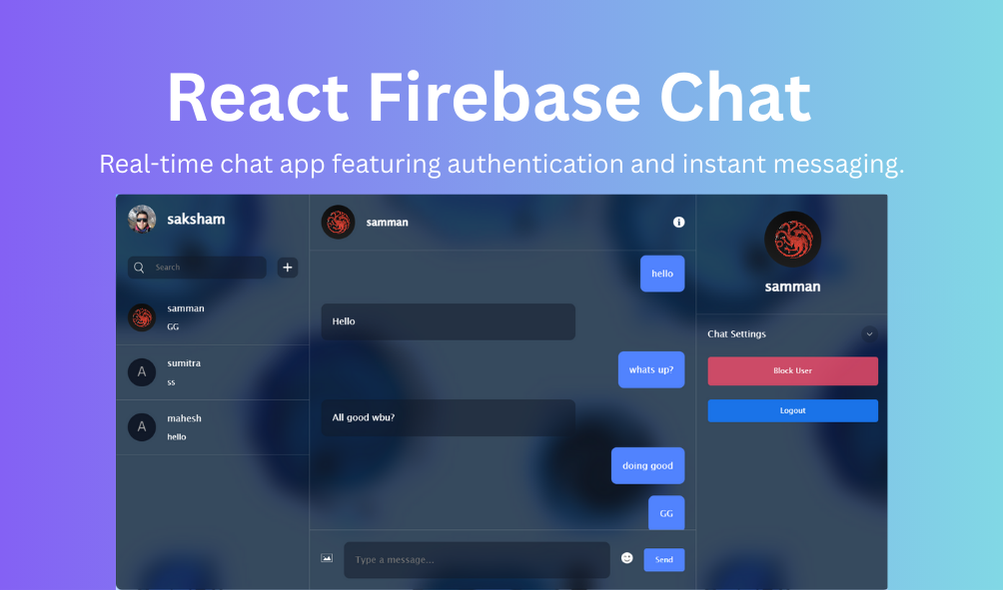 React Firebase Chat
Real-time chat app featuring authentication and instant messaging.
saksham
Search
+
samman
GG
A
sumitra
ss
A
mahesh
hello
samman
hello
Hello
whats up?
All good wbu?
doing good
GG
Type a message...
Send
samman
Chat Settings
Block User
Logout